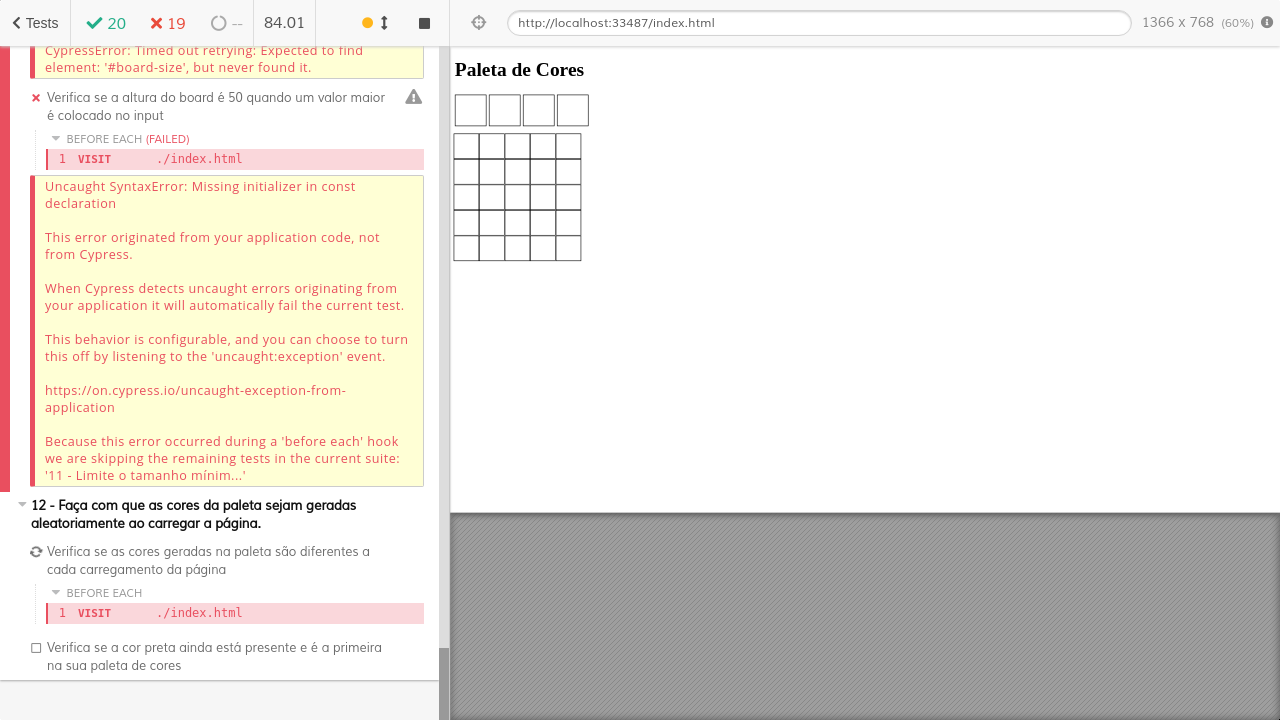 Tests 20 19 -- 84.01 http://localhost:33487/index.html 1366 x 768 (60%)
CypressError: Timed out retrying: Expected to find
element: '#board-size', but never found it.
Verifica se a altura do board é 50 quando um valor maior
é colocado no input
BEFORE EACH (FAILED)
1 VISIT ./index.html
Uncaught SyntaxError: Missing initializer in const
declaration
This error originated from your application code, not
from Cypress.
When Cypress detects uncaught errors originating from
your application it will automatically fail the current test.
This behavior is configurable, and you can choose to turn
this off by listening to the 'uncaught:exception' event.
https://on.cypress.io/uncaught-exception-from-
application
Because this error occurred during a 'before each' hook
we are skipping the remaining tests in the current suite:
'11 - Limite o tamanho mínim...'
12 - Faça com que as cores da paleta sejam geradas
aleatoriamente ao carregar a página.
Verifica se as cores geradas na paleta são diferentes a
cada carregamento da página
BEFORE EACH
1 VISIT ./index.html
Verifica se a cor preta ainda está presente e é a primeira
na sua paleta de cores
Paleta de Cores